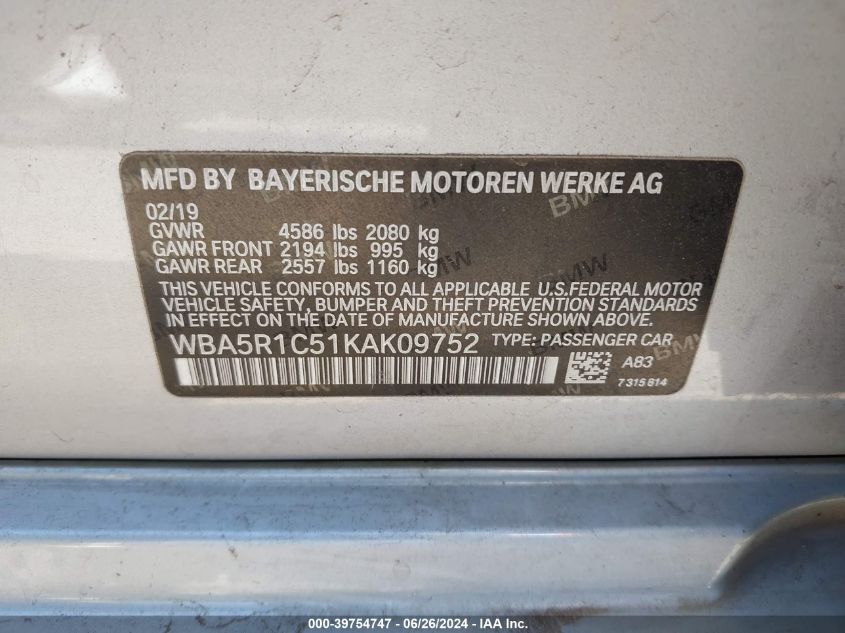 MFD BY BAYERISCHE MOTOREN WERKE AG
02/19
GVWR 4586 lbs 2080 kg
GAWR FRONT 2194 lbs 995 kg
GAWR REAR 2557 lbs 1160 kg
THIS VEHICLE CONFORMS TO ALL APPLICABLE U.S.FEDERAL MOTOR
VEHICLE SAFETY, BUMPER AND THEFT PREVENTION STANDARDS
IN EFFECT ON THE DATE OF MANUFACTURE SHOWN ABOVE.
WBA5R1C51KAK09752 TYPE: PASSENGER CAR
A83
7315814
000-39754747 - 06/26/2024 - © IAA Inc.